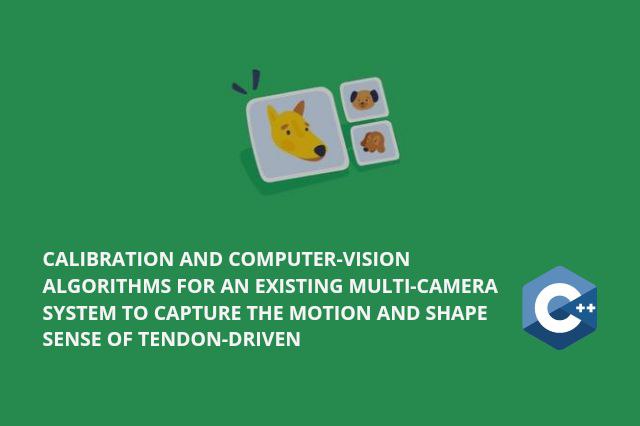 CALIBRATION AND COMPUTER-VISION
ALGORITHMS FOR AN EXISTING MULTI-CAMERA
SYSTEM TO CAPTURE THE MOTION AND SHAPE
SENSE OF TENDON-DRIVEN
C++